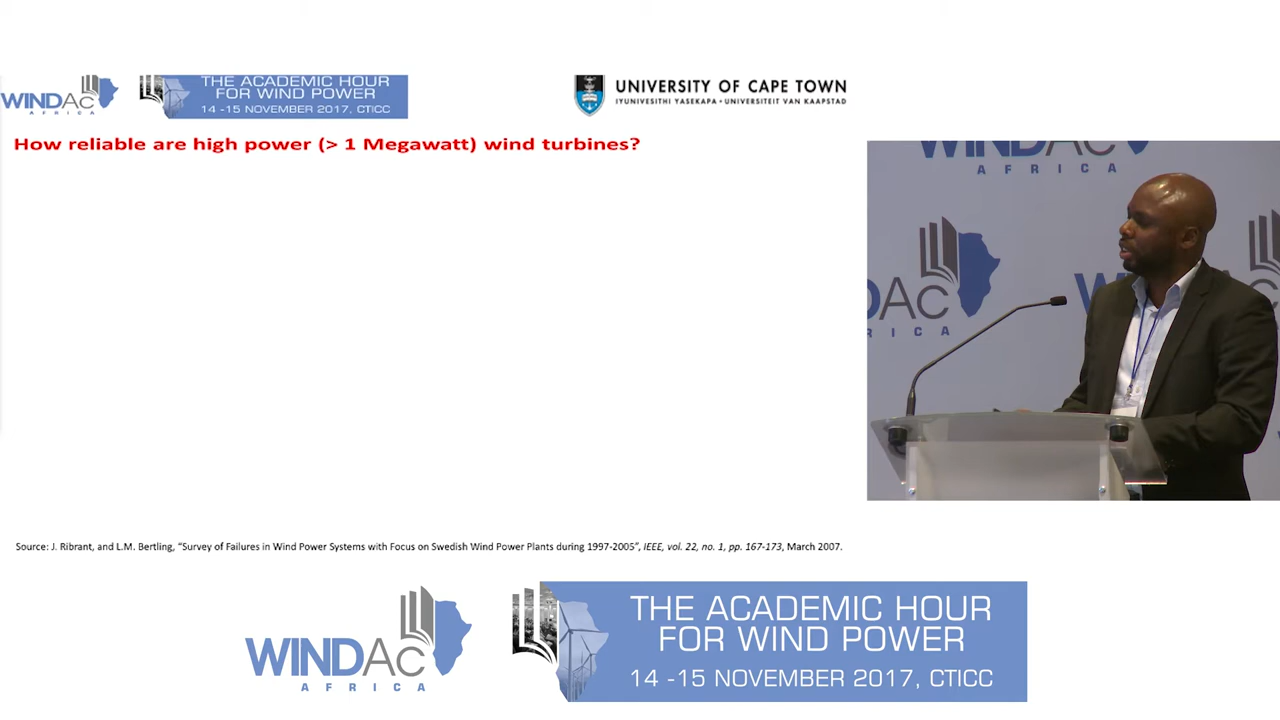 WINDAC
AFRICA
THE ACADEMIC HOUR
FOR WIND POWER
14 -15 NOVEMBER 2017, CTICC
UNIVERSITY OF CAPE TOWN
IYUNIVESITHI YASEKAPA • UNIVERSITEIT VAN KAAPSTAD
How reliable are high power (> 1 Megawatt) wind turbines?
WINDAC
AFRICA
DAC
RICA
WI
Source: J. Ribrant, and L.M. Bertling, “Survey of Failures in Wind Power Systems with Focus on Swedish Wind Power Plants during 1997-2005”, IEEE, vol. 22, no. 1, pp. 167-173, March 2007.
WINDAC
AFRICA
THE ACADEMIC HOUR
FOR WIND POWER
14 -15 NOVEMBER 2017, CTICC